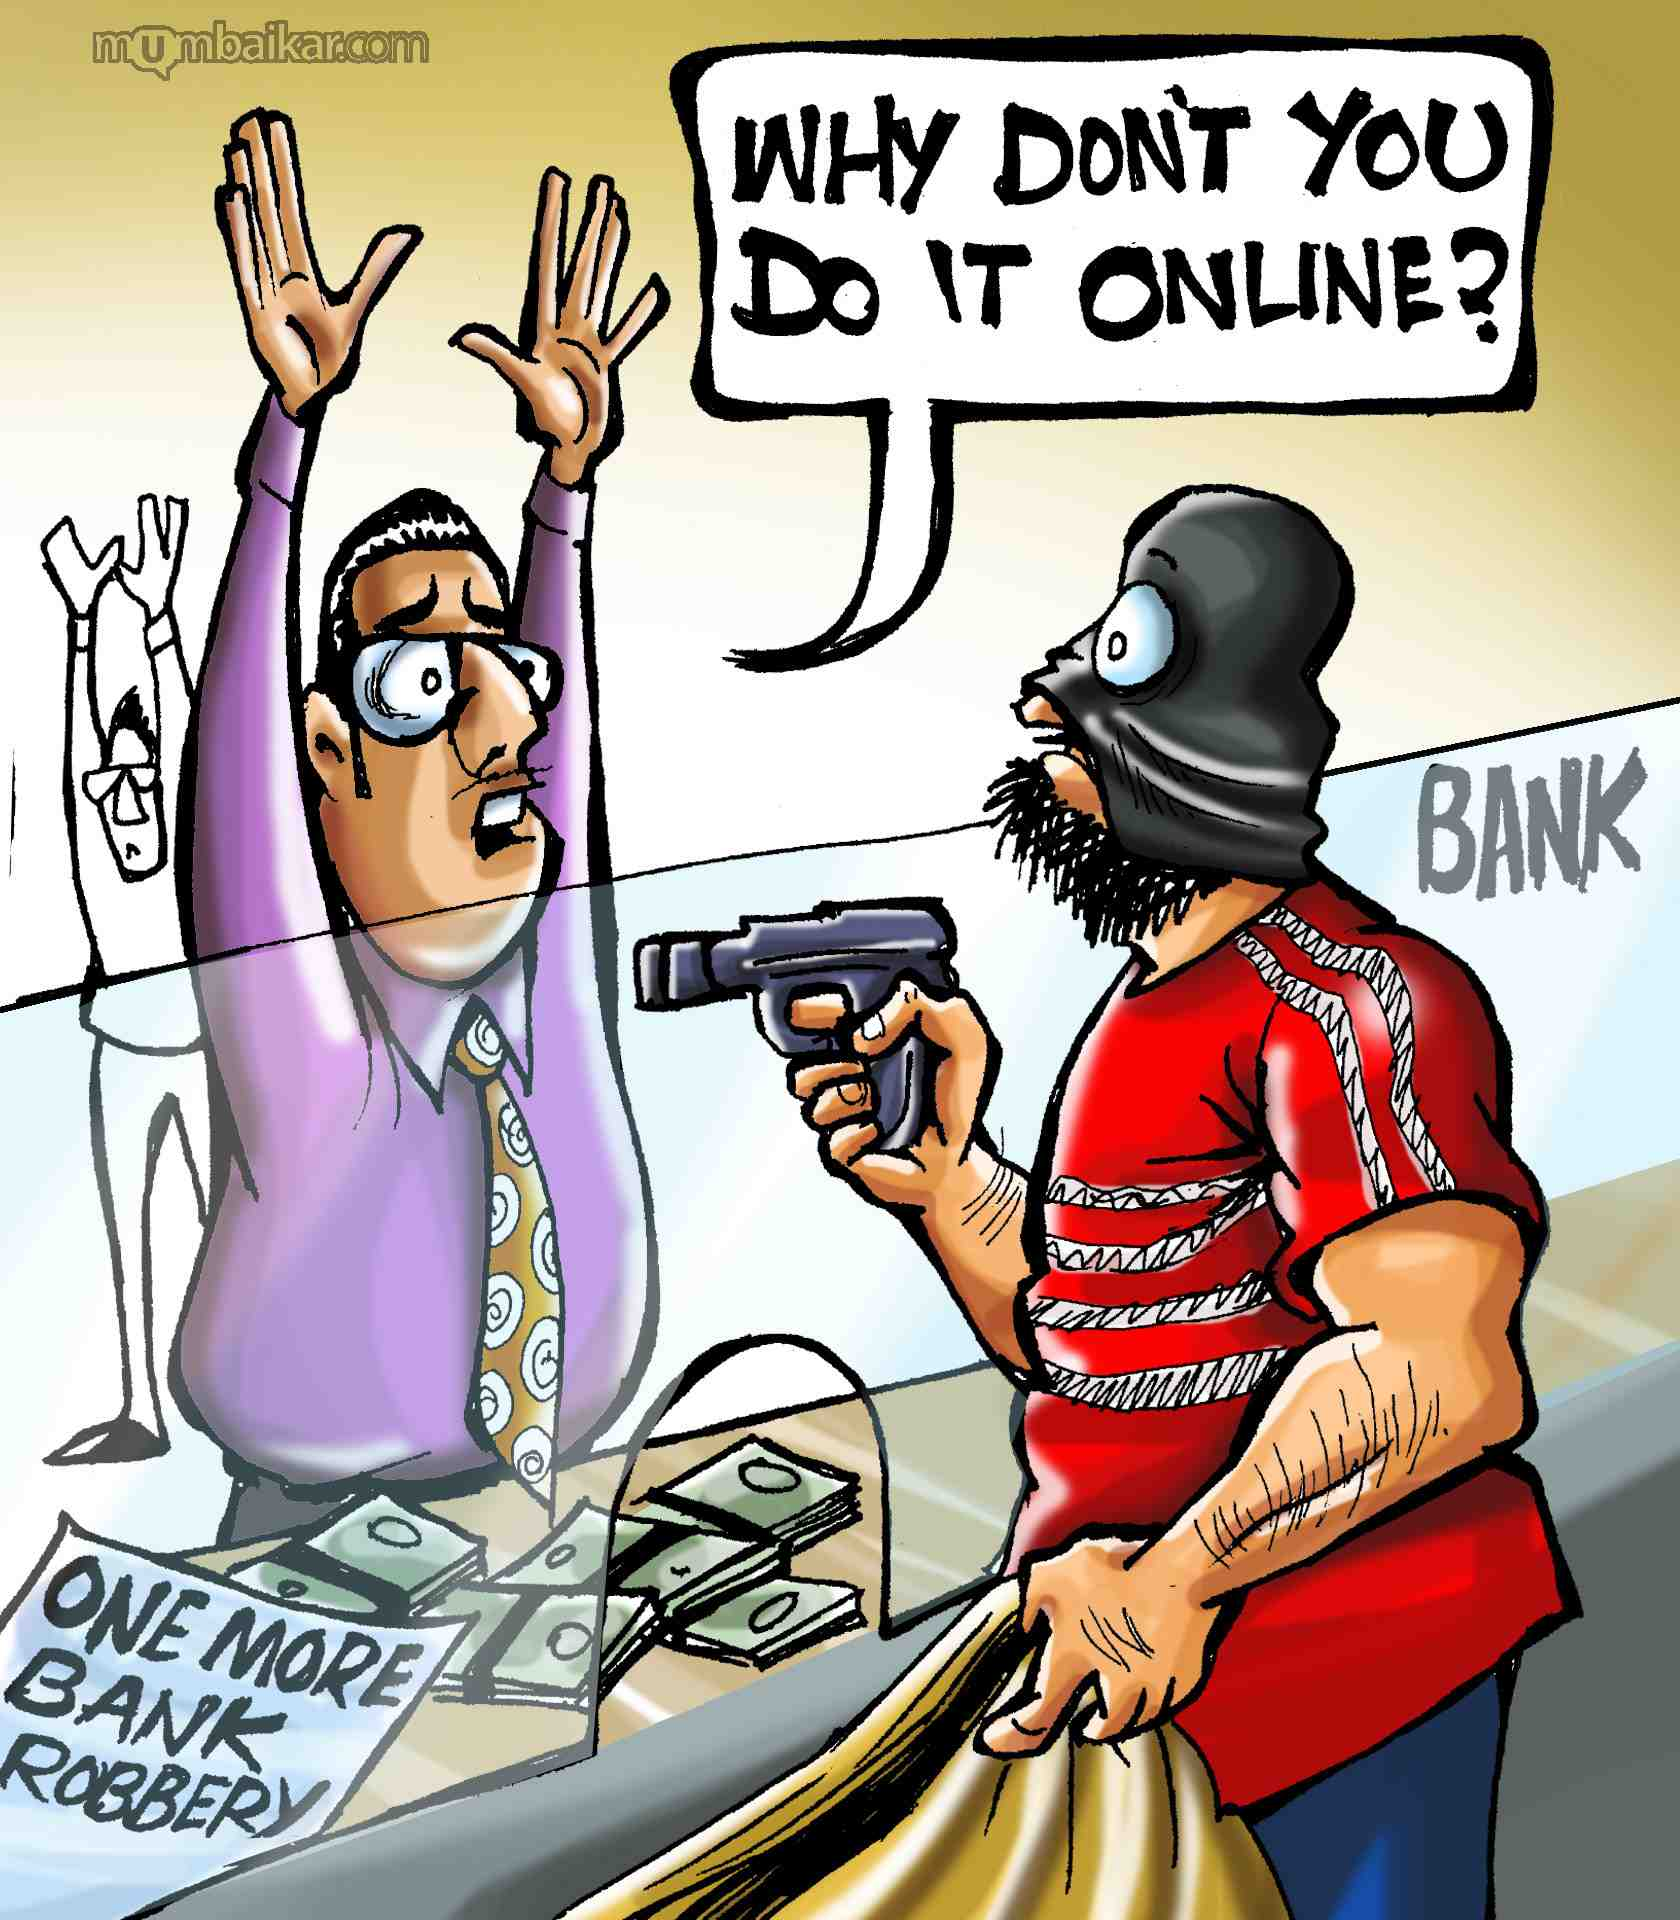 mumbaikar.com
WHY DON'T YOU
DO IT ONLINE?
BANK
ONE MORE
BANK
ROBBERY